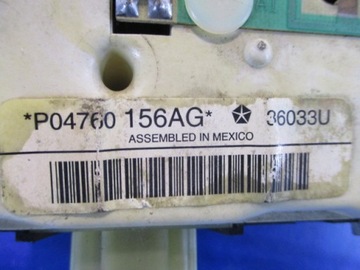 *P04760 156AG* 36033U
ASSEMBLED IN MEXICO